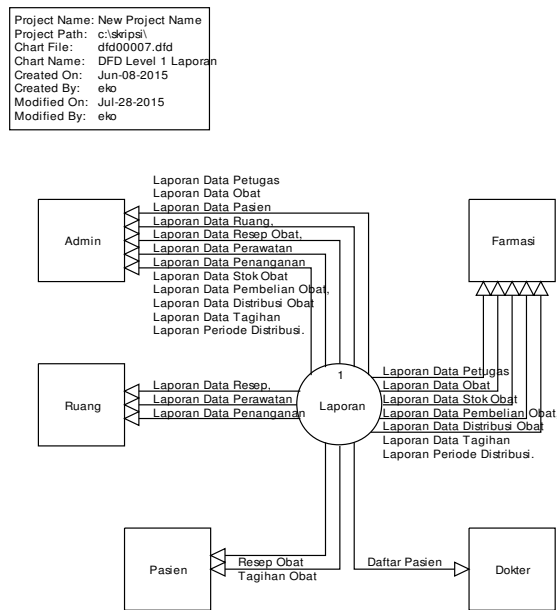 Project Name: New Project Name
Project Path: c:\skripsi\
Chart File: dfd00007.dfd
Chart Name: DFD Level 1 Laporan
Created On: Jun-08-2015
Created By: eko
Modified On: Jul-28-2015
Modified By: eko
Laporan Data Petugas
Laporan Data Obat
Laporan Data Pasien
Laporan Data Ruang,
Laporan Data Resep Obat,
Laporan Data Perawatan
Laporan Data Penanganan
Laporan Data Stok Obat
Laporan Data Pembelian Obat,
Laporan Data Distribusi Obat
Laporan Data Tagihan
Laporan Periode Distribusi.
Admin
Farmasi
Ruang
Laporan Data Resep,
Laporan Data Perawatan
Laporan Data Penanganan
1
Laporan
Laporan Data Petugas
Laporan Data Obat
Laporan Data Stok Obat
Laporan Data Pembelian Obat
Laporan Data Distribusi Obat
Laporan Data Tagihan
Laporan Periode Distribusi.
Pasien
Resep Obat
Tagihan Obat
Daftar Pasien
Dokter